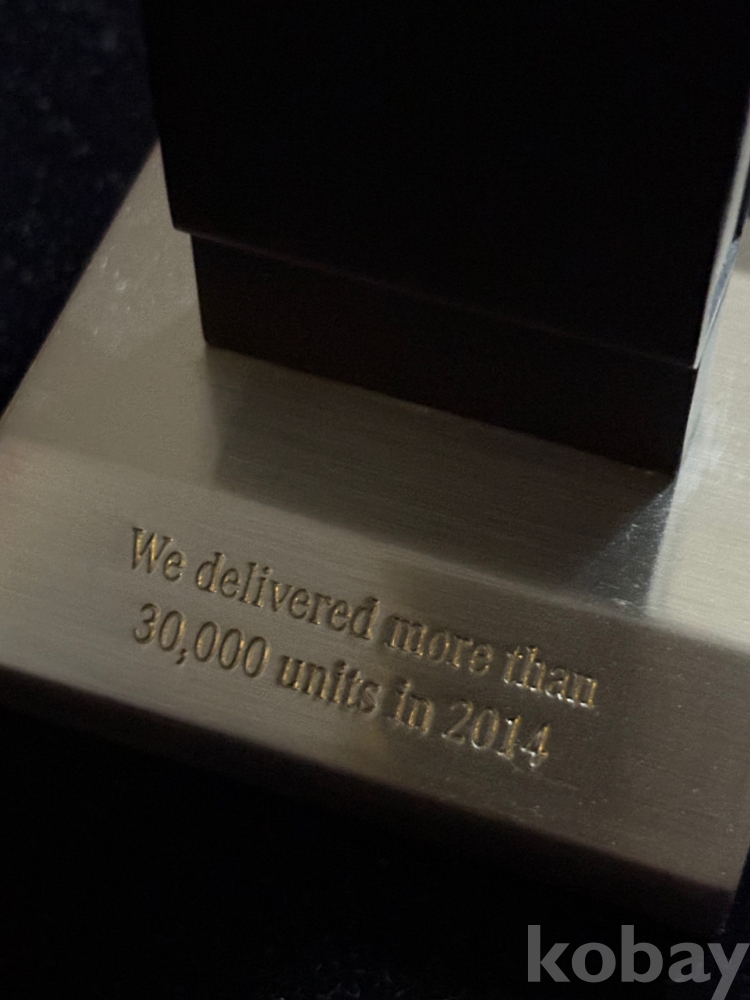 We delivered more than
30,000 units in 2014
kobay